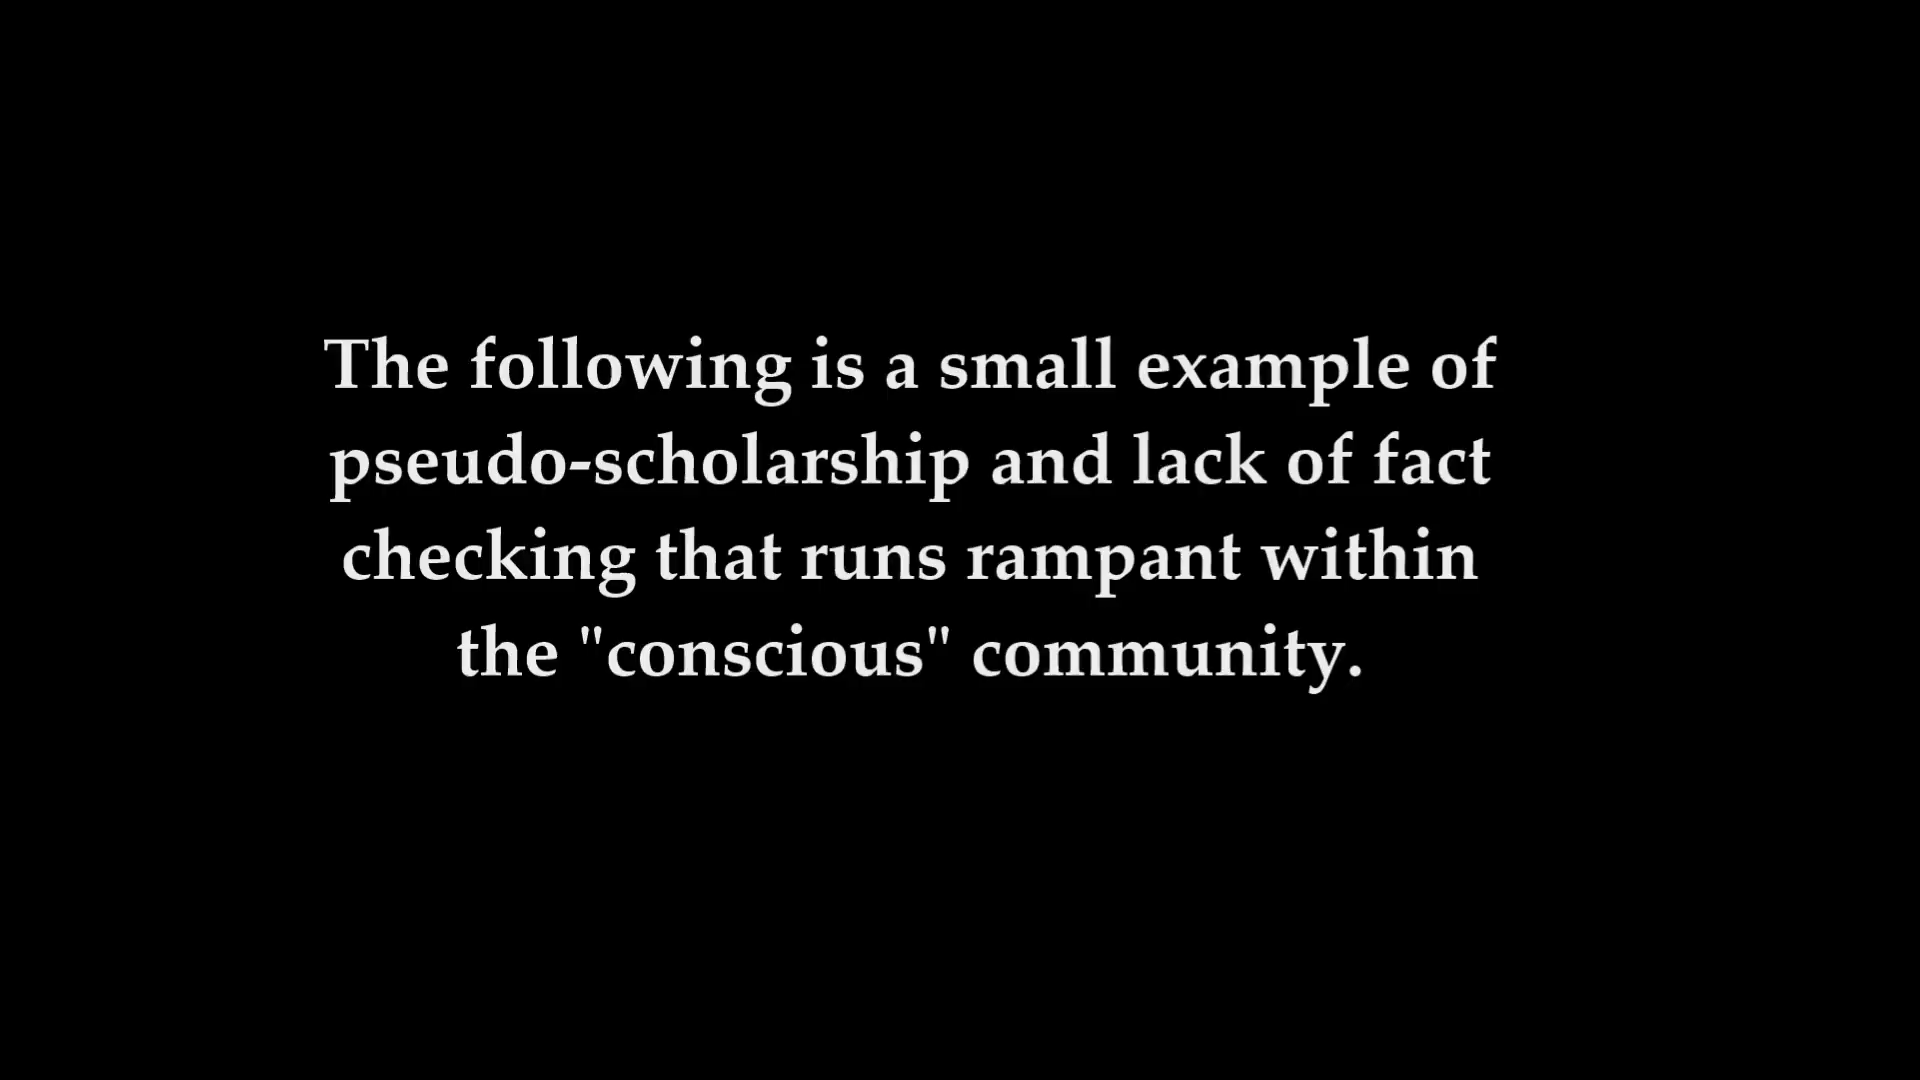 The following is a small example of
pseudo-scholarship and lack of fact
checking that runs rampant within
the "conscious" community.